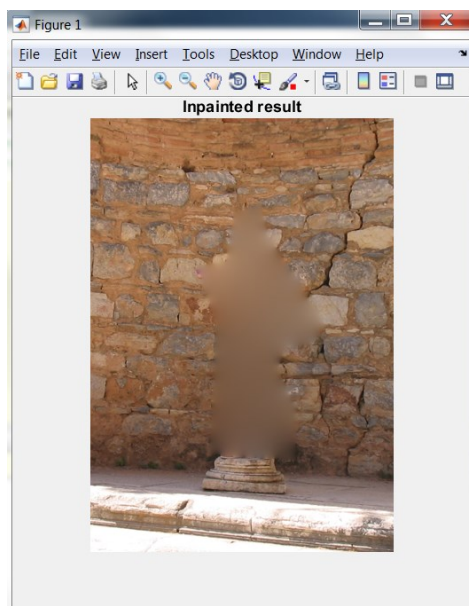 Figure 1
File Edit View Insert Tools Desktop Window Help
Inpainted result